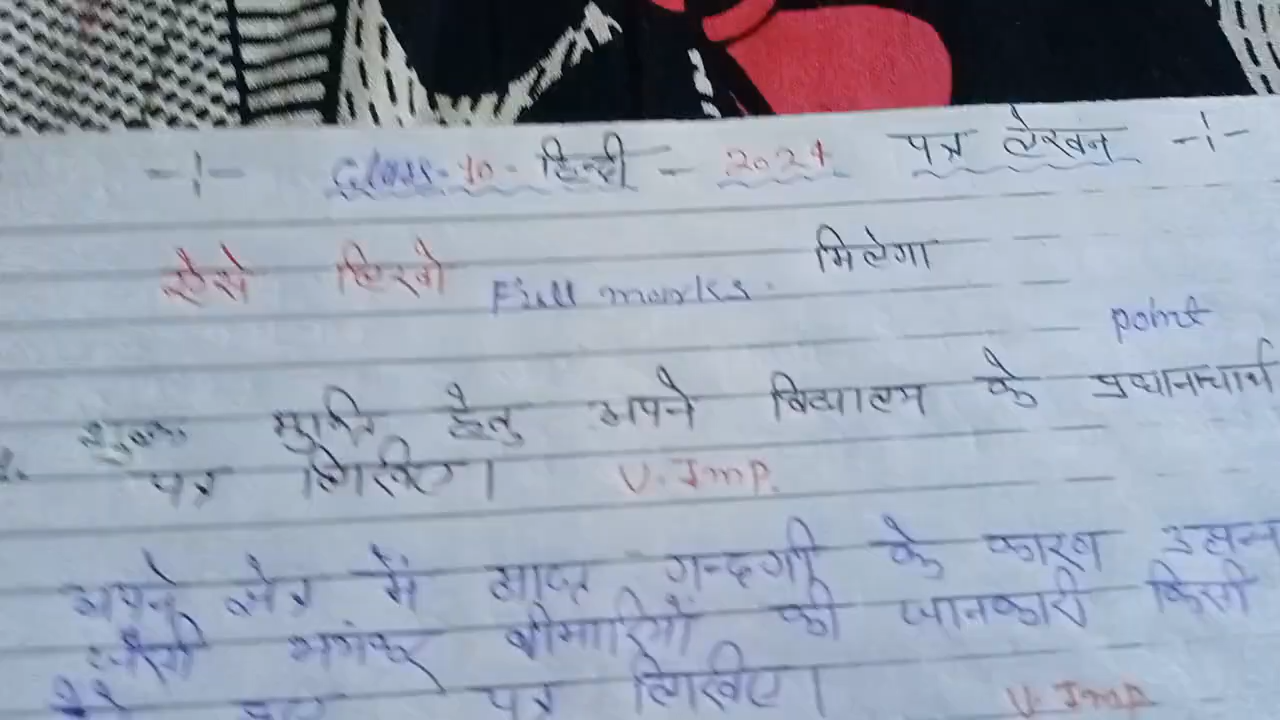 Class-10- हिन्दी - 2024 पत्र लेखन
ऐसे लिखो Full marks मिलेगा
point
शुल्क मुक्ति हेतु अपने विद्यालय के प्रधानाचार्य
पत्र लिखिए। V. Imp.
अपने क्षेत्र में व्याप्त गन्दगी के कारण उत्पन्न
जैसी भयंकर बीमारियों की जानकारी किसी
पत्र लिखिए। V. Imp